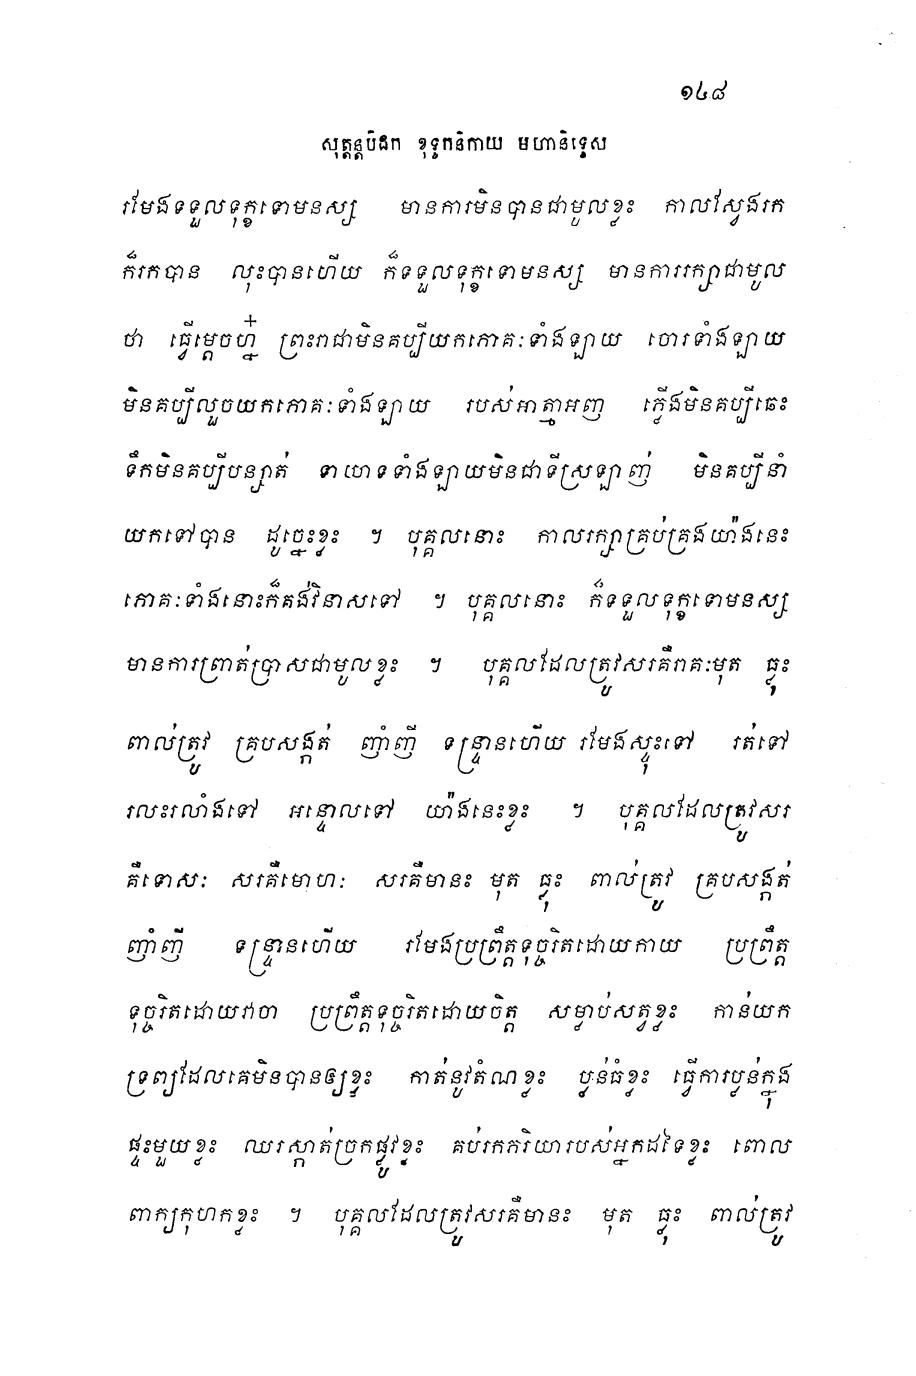 ១៤៨
សុត្តន្តបិដក ខុទ្ទកនិកាយ មហានិទ្ទេស
រមែងទទួលទុក្ខទោមនស្ស មានការមិនបានជាមូលខ្លះ កាលស្វែងរក
ក៏រកបាន លុះបានហើយ ក៏ទទួលទុក្ខទោមនស្ស មានការរក្សាជាមូល
ថា ធ្វើម្តេចហ្ន៎ ព្រះរាជាមិនគប្បីយកភោគៈទាំងឡាយ ចោរទាំងឡាយ
មិនគប្បីលួចយកភោគៈទាំងឡាយ របស់អាត្មាអញ ភ្លើងមិនគប្បីឆេះ
ទឹកមិនគប្បីបន្សាត់ ទាយាទទាំងឡាយមិនជាទីស្រឡាញ់ មិនគប្បីនាំ
យកទៅបាន ដូច្នេះខ្លះ ។ បុគ្គលនោះ កាលរក្សាគ្រប់គ្រងយ៉ាងនេះ
ភោគៈទាំងនោះក៏តង់វិនាសទៅ ។ បុគ្គលនោះ ក៏ទទួលទុក្ខទោមនស្ស
មានការព្រាត់ប្រាសជាមូលខ្លះ ។ បុគ្គលដែលត្រូវសរគឺរាគៈមុត ធ្លុះ
ពាល់ត្រូវ គ្របសង្កត់ ញាំញី ទន្ទ្រានហើយ រមែងស្ទុះទៅ រត់ទៅ
រលះរលាំងទៅ អន្ទោលទៅ យ៉ាងនេះខ្លះ ។ បុគ្គលដែលត្រូវសរ
គឺទោសៈ សរគឺមោហៈ សរគឺមានះ មុត ធ្លុះ ពាល់ត្រូវ គ្របសង្កត់
ញាំញី ទន្ទ្រានហើយ រមែងប្រព្រឹត្តទុច្ចរិតដោយកាយ ប្រព្រឹត្ត
ទុច្ចរិតដោយវាចា ប្រព្រឹត្តទុច្ចរិតដោយចិត្ត សម្លាប់សត្វខ្លះ កាន់យក
ទ្រព្យដែលគេមិនបានឲ្យខ្លះ កាត់នូវតំណខ្លះ ប្លន់ធំខ្លះ ធ្វើការប្លន់ក្នុង
ផ្ទះមួយខ្លះ ឈរស្កាត់ច្រកផ្លូវខ្លះ គប់រកភរិយារបស់អ្នកដទៃខ្លះ ពោល
ពាក្យកុហកខ្លះ ។ បុគ្គលដែលត្រូវសរគឺមានះ មុត ធ្លុះ ពាល់ត្រូវ